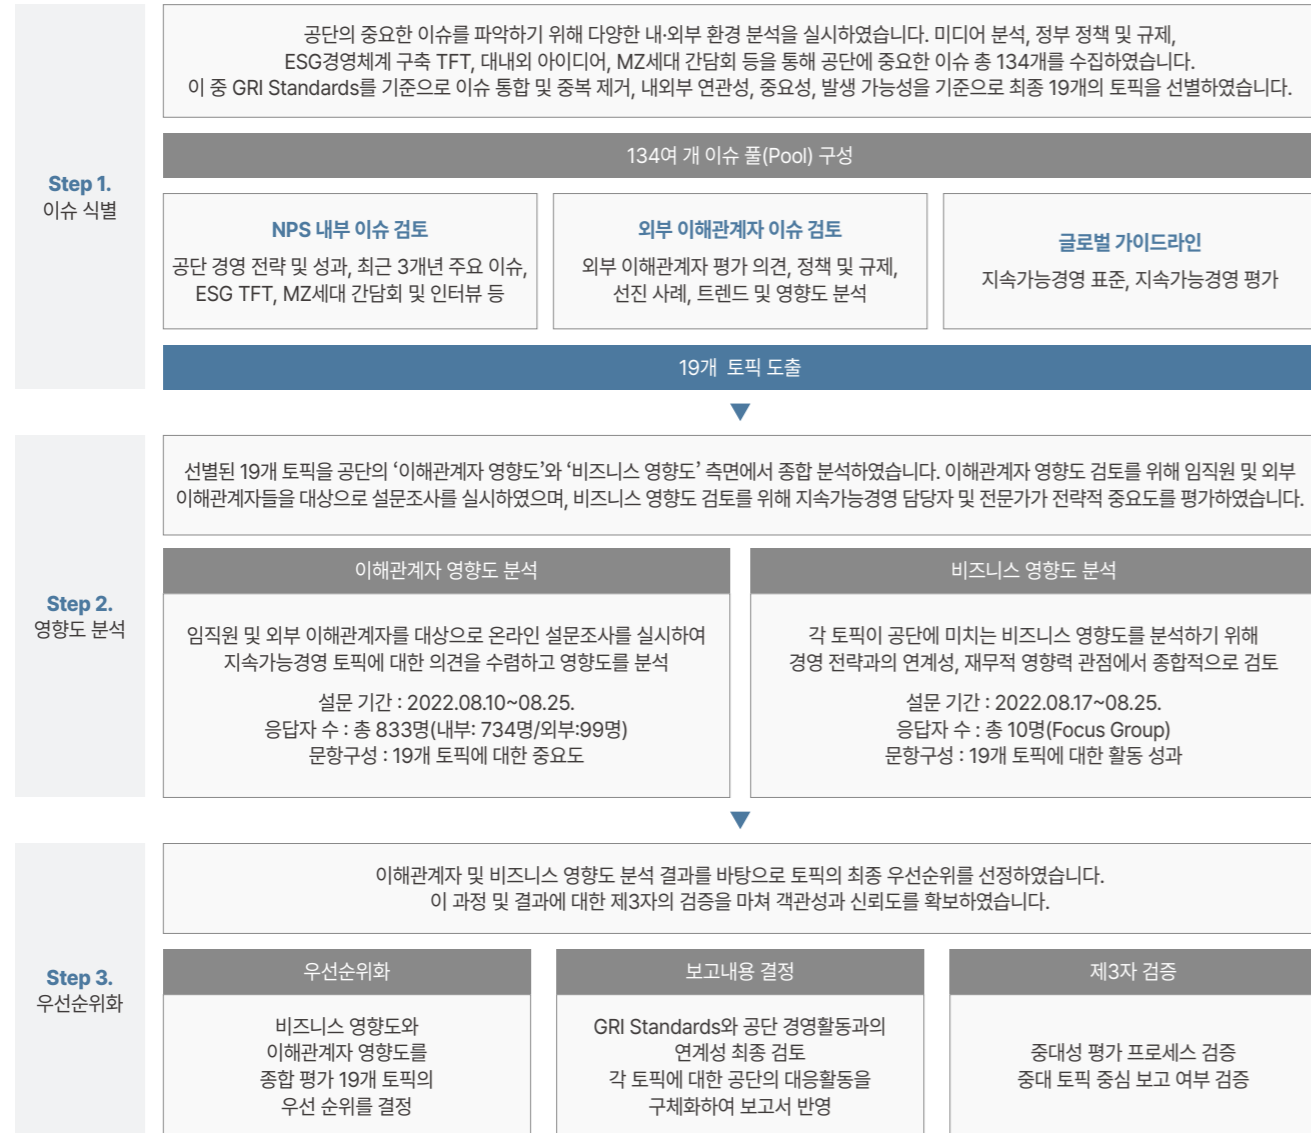 공단의 중요한 이슈를 파악하기 위해 다양한 내·외부 환경 분석을 실시하였습니다. 미디어 분석, 정부 정책 및 규제,
ESG경영체계 구축 TFT, 대내외 아이디어, MZ세대 간담회 등을 통해 공단에 중요한 이슈 총 134개를 수집하였습니다.
이 중 GRI Standards를 기준으로 이슈 통합 및 중복 제거, 내외부 연관성, 중요성, 발생 가능성을 기준으로 최종 19개의 토픽을 선별하였습니다.
134여 개 이슈 풀(Pool) 구성
Step 1.
이슈 식별
NPS 내부 이슈 검토
공단 경영 전략 및 성과, 최근 3개년 주요 이슈,
ESG TFT, MZ세대 간담회 및 인터뷰 등
외부 이해관계자 이슈 검토
외부 이해관계자 평가 의견, 정책 및 규제,
선진 사례, 트렌드 및 영향도 분석
글로벌 가이드라인
지속가능경영 표준, 지속가능경영 평가
19개 토픽 도출
선별된 19개 토픽을 공단의 ‘이해관계자 영향도’와 ‘비즈니스 영향도’ 측면에서 종합 분석하였습니다. 이해관계자 영향도 검토를 위해 임직원 및 외부
이해관계자들을 대상으로 설문조사를 실시하였으며, 비즈니스 영향도 검토를 위해 지속가능경영 담당자 및 전문가가 전략적 중요도를 평가하였습니다.
Step 2.
영향도 분석
이해관계자 영향도 분석
임직원 및 외부 이해관계자를 대상으로 온라인 설문조사를 실시하여
지속가능경영 토픽에 대한 의견을 수렴하고 영향도를 분석
설문 기간 : 2022.08.10~08.25.
응답자 수 : 총 833명(내부: 734명/외부:99명)
문항구성 : 19개 토픽에 대한 중요도
비즈니스 영향도 분석
각 토픽이 공단에 미치는 비즈니스 영향도를 분석하기 위해
경영 전략과의 연계성, 재무적 영향력 관점에서 종합적으로 검토
설문 기간 : 2022.08.17~08.25.
응답자 수 : 총 10명(Focus Group)
문항구성 : 19개 토픽에 대한 활동 성과
이해관계자 및 비즈니스 영향도 분석 결과를 바탕으로 토픽의 최종 우선순위를 선정하였습니다.
이 과정 및 결과에 대한 제3자의 검증을 마쳐 객관성과 신뢰도를 확보하였습니다.
Step 3.
우선순위화
우선순위화
비즈니스 영향도와
이해관계자 영향도를
종합 평가 19개 토픽의
우선 순위를 결정
보고내용 결정
GRI Standards와 공단 경영활동과의
연계성 최종 검토
각 토픽에 대한 공단의 대응활동을
구체화하여 보고서 반영
제3자 검증
중대성 평가 프로세스 검증
중대 토픽 중심 보고 여부 검증